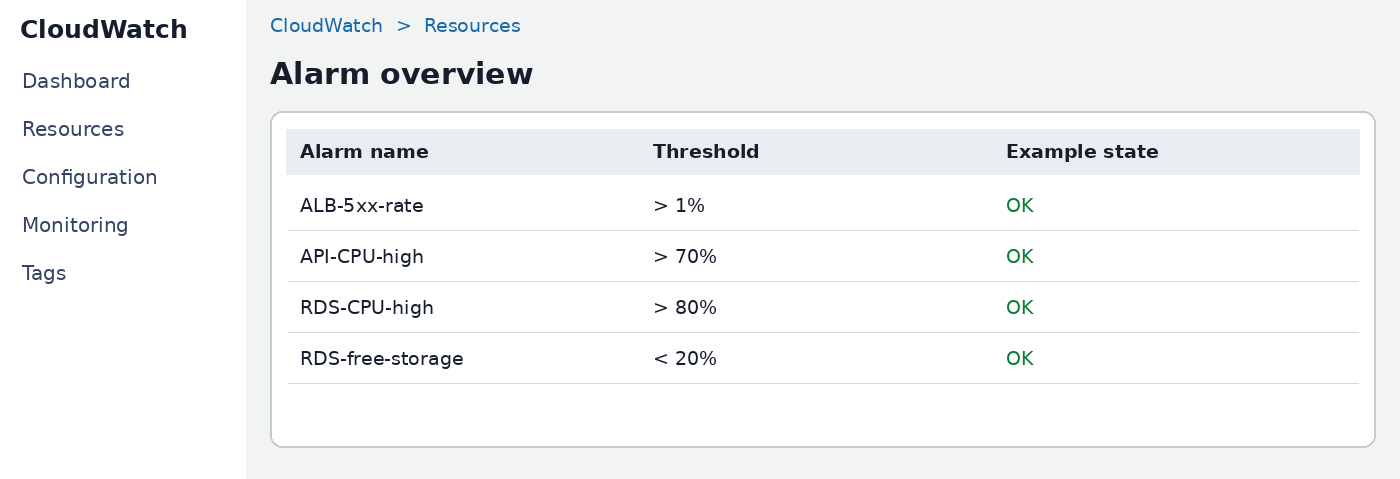 CloudWatch
Dashboard
Resources
Configuration
Monitoring
Tags
CloudWatch > Resources
Alarm overview
Alarm name Threshold Example state
ALB-5xx-rate > 1% OK
API-CPU-high > 70% OK
RDS-CPU-high > 80% OK
RDS-free-storage < 20% OK